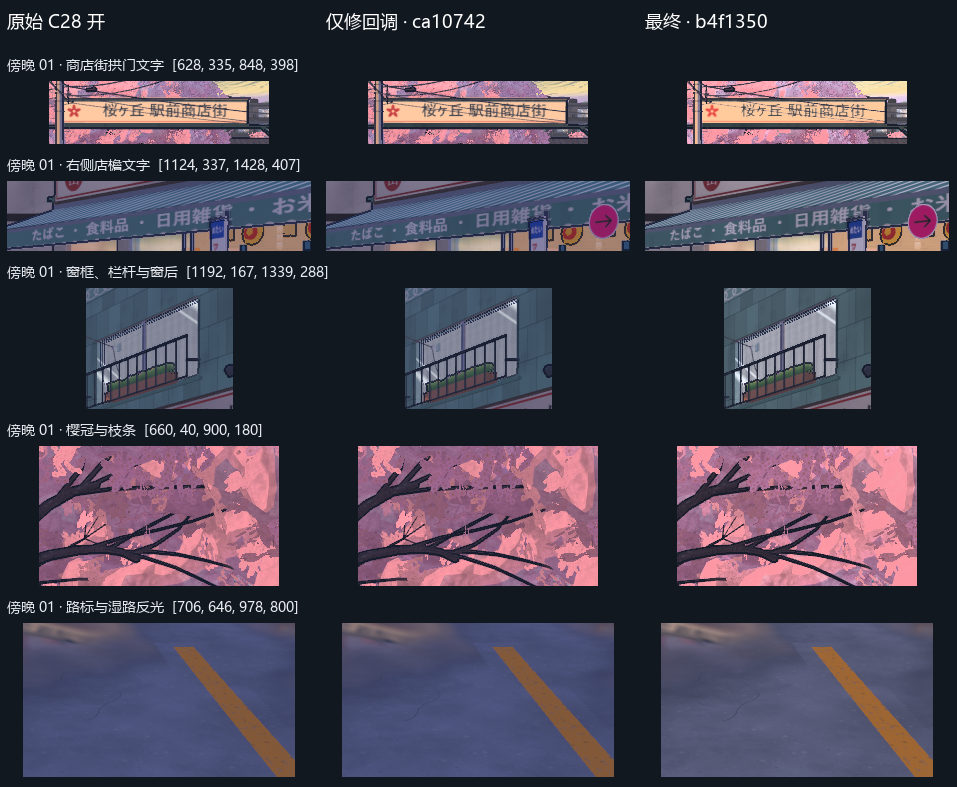 原始 C28 开
仅修回调 · ca10742
最终 · b4f1350
傍晚 01 · 商店街拱门文字 [628, 335, 848, 398]
桜ヶ丘 駅前商店街
桜ヶ丘 駅前商店街
桜ヶ丘 駅前商店街
傍晚 01 · 右侧店檐文字 [1124, 337, 1428, 407]
たばこ · 食料品 · 日用雑貨 · お米
たばこ · 食料品 · 日用雑貨 · 米
たばこ · 食料品 · 日用雑貨 · 米
傍晚 01 · 窗框、栏杆与窗后 [1192, 167, 1339, 288]
傍晚 01 · 樱冠与枝条 [660, 40, 900, 180]
傍晚 01 · 路标与湿路反光 [706, 646, 978, 800]